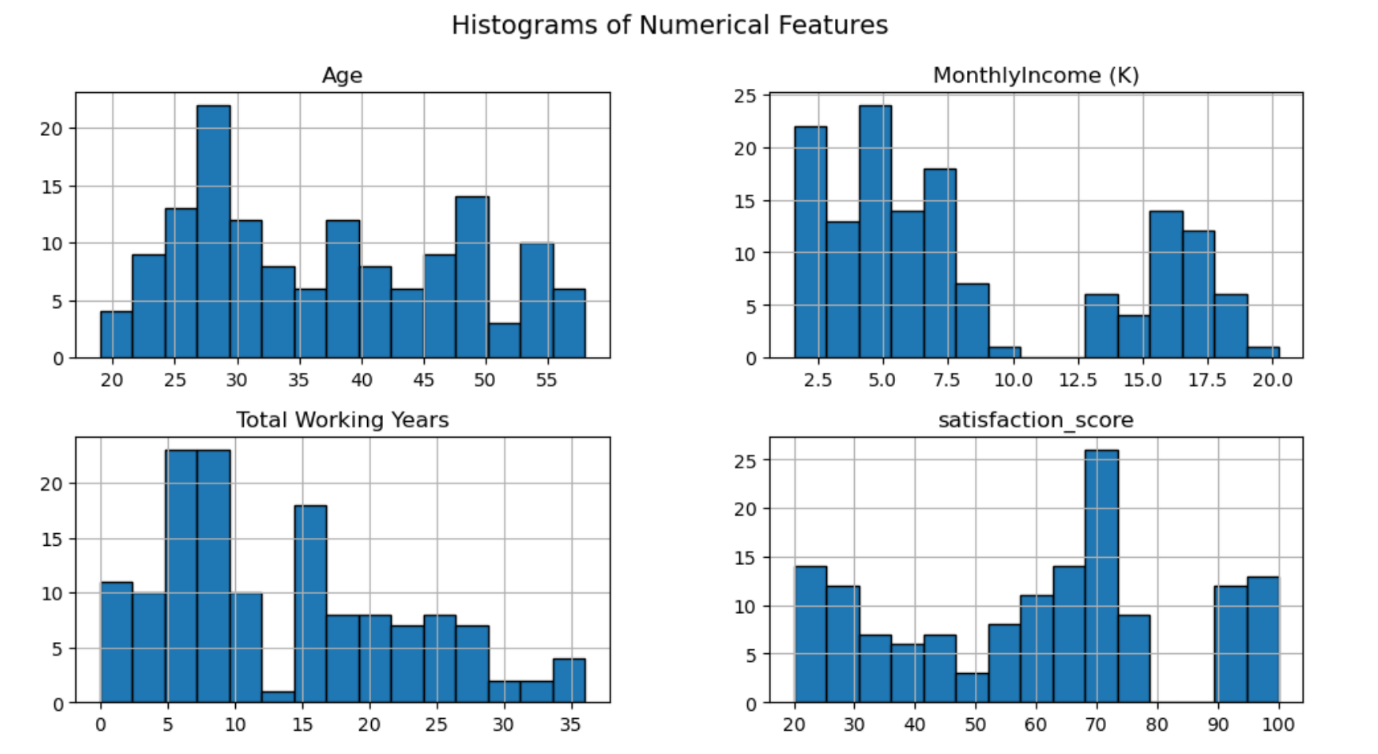 Histograms of Numerical Features
Age
20
15
10
5
0
20 25 30 35 40 45 50 55
MonthlyIncome (K)
25
20
15
10
5
0
2.5 5.0 7.5 10.0 12.5 15.0 17.5 20.0
Total Working Years
20
15
10
5
0
0 5 10 15 20 25 30 35
satisfaction_score
25
20
15
10
5
0
20 30 40 50 60 70 80 90 100